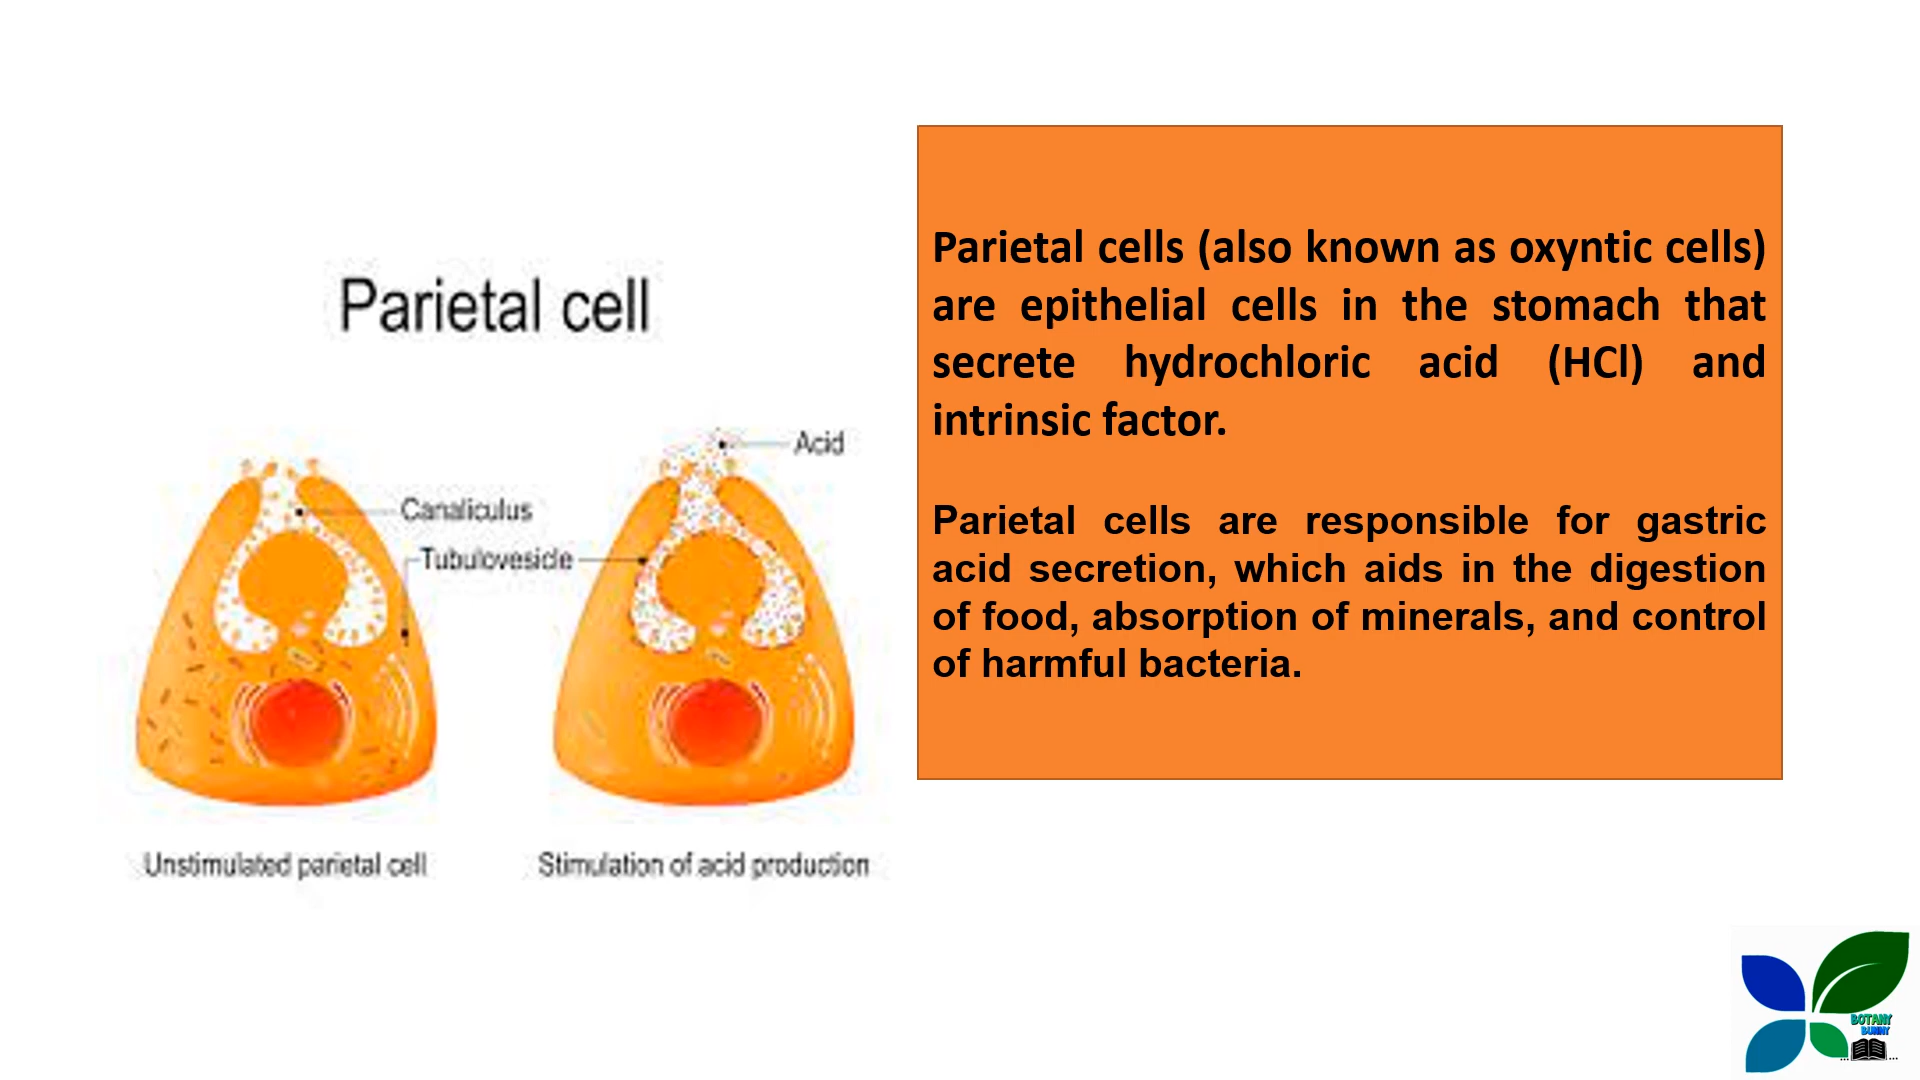 Parietal cell
Acid
Canaliculus
Tubulovesicle
Unstimulated parietal cell
Stimulation of acid production
Parietal cells (also known as oxyntic cells)
are epithelial cells in the stomach that
secrete hydrochloric acid (HCl) and
intrinsic factor.
Parietal cells are responsible for gastric
acid secretion, which aids in the digestion
of food, absorption of minerals, and control
of harmful bacteria.
BOTANY
BUNNY